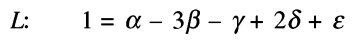 L: 1 = α – 3β – γ + 2δ + ε